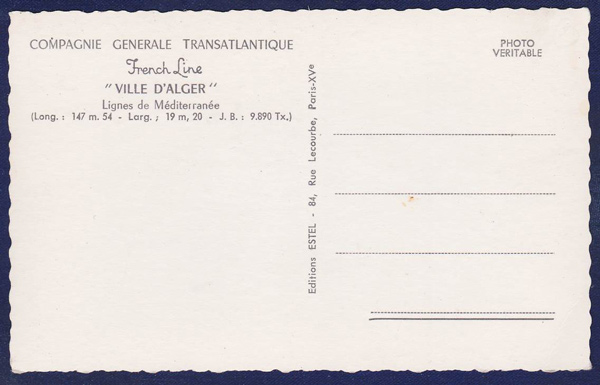 COMPAGNIE GENERALE TRANSATLANTIQUE
French Line
"VILLE D'ALGER"
Lignes de Méditerranée
(Long. : 147 m. 54 - Larg. ; 19 m, 20 - J. B. : 9.890 Tx.)
Editions ESTEL - 84, Rue Lecourbe, Paris-XVe
PHOTO
VERITABLE